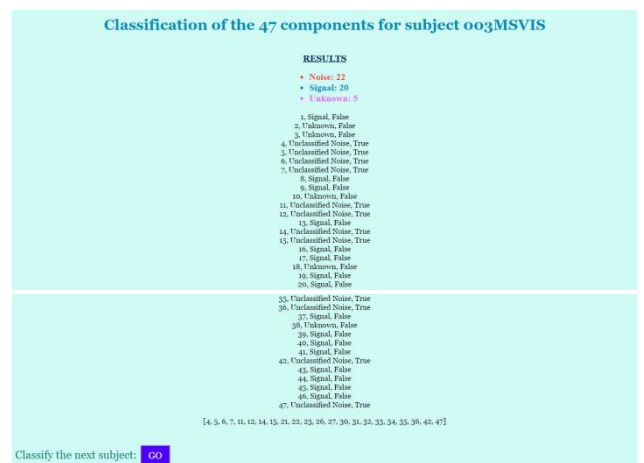 Classification of the 47 components for subject 003MSVIS
RESULTS
• Noise: 22
• Signal: 20
• Unknown: 5
1, Signal, False
2, Unknown, False
3, Unknown, False
4, Unclassified Noise, True
5, Unclassified Noise, True
6, Unclassified Noise, True
7, Unclassified Noise, True
8, Signal, False
9, Signal, False
10, Unknown, False
11, Unclassified Noise, True
12, Unclassified Noise, True
13, Signal, False
14, Unclassified Noise, True
15, Unclassified Noise, True
16, Signal, False
17, Signal, False
18, Unknown, False
19, Signal, False
20, Signal, False
35, Unclassified Noise, True
36, Unclassified Noise, True
37, Signal, False
38, Unknown, False
39, Signal, False
40, Signal, False
41, Signal, False
42, Unclassified Noise, True
43, Signal, False
44, Signal, False
45, Signal, False
46, Signal, False
47, Unclassified Noise, True
[4, 5, 6, 7, 11, 12, 14, 15, 21, 22, 23, 26, 27, 30, 31, 32, 33, 34, 35, 36, 42, 47]
Classify the next subject: GO